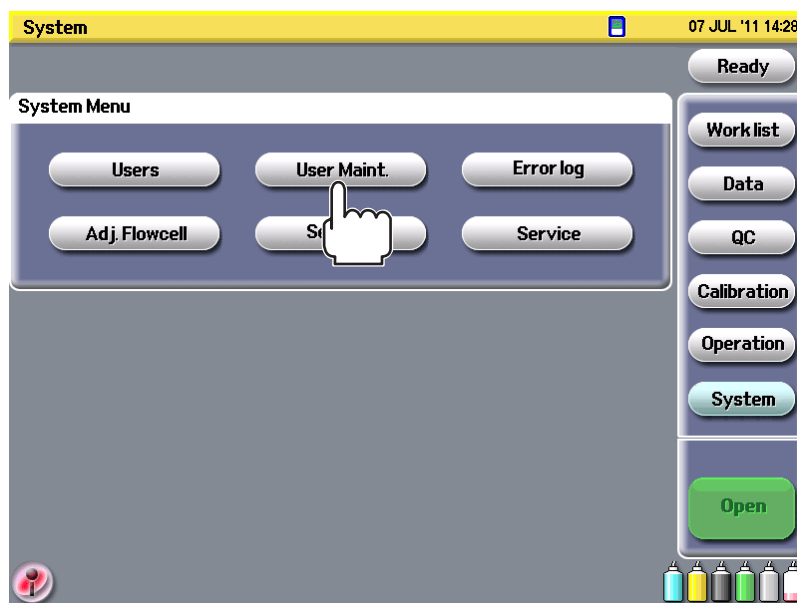 System
07 JUL '11 14:28
Ready
System Menu
Work list
Users
User Maint.
Error log
Data
Adj. Flowcell
Service
QC
Calibration
Operation
System
Open